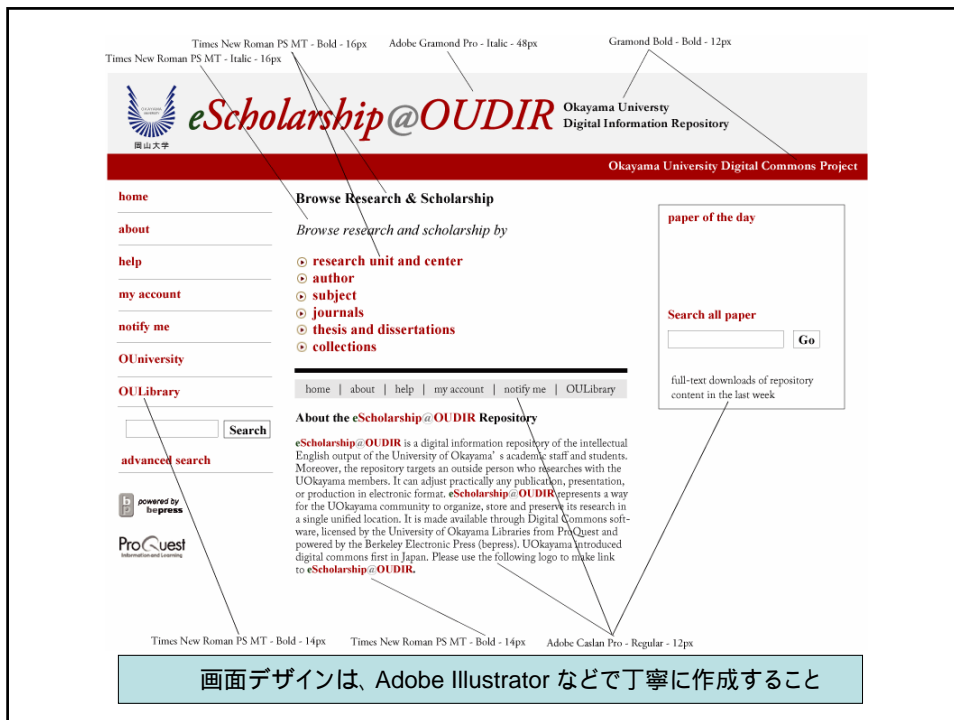 Times New Roman PS MT - Bold - 16px
Adobe Gramond Pro - Italic - 48px
Gramond Bold - Bold - 12px
Times New Roman PS MT - Italic - 16px
OKAYAMA
UNIVERSITY
岡山大学
eScholarship@OUDIR
Okayama Universty
Digital Information Repository
Okayama University Digital Commons Project
home
about
help
my account
notify me
OUniversity
OULibrary
Search
advanced search
bp
powered by
bepress
ProQuest
Information and Learning
Browse Research & Scholarship
Browse research and scholarship by
research unit and center
author
subject
journals
thesis and dissertations
collections
home | about | help | my account | notify me | OULibrary
About the eScholarship@OUDIR Repository
eScholarship@OUDIR is a digital information repository of the intellectual
English output of the University of Okayama's academic staff and students.
Moreover, the repository targets an outside person who researches with the
UOkayama members. It can adjust practically any publication, presentation,
or production in electronic format. eScholarship@OUDIR represents a way
for the UOkayama community to organize, store and preserve its research in
a single unified location. It is made available through Digital Commons soft-
ware, licensed by the University of Okayama Libraries from ProQuest and
powered by the Berkeley Electronic Press (bepress). UOkayama introduced
digital commons first in Japan. Please use the following logo to make link
to eScholarship@OUDIR.
paper of the day
Search all paper
Go
full-text downloads of repository
content in the last week
Times New Roman PS MT - Bold - 14px
Times New Roman PS MT - Bold - 14px
Adobe Caslan Pro - Regular - 12px
画面デザインは、Adobe Illustrator などで丁寧に作成すること